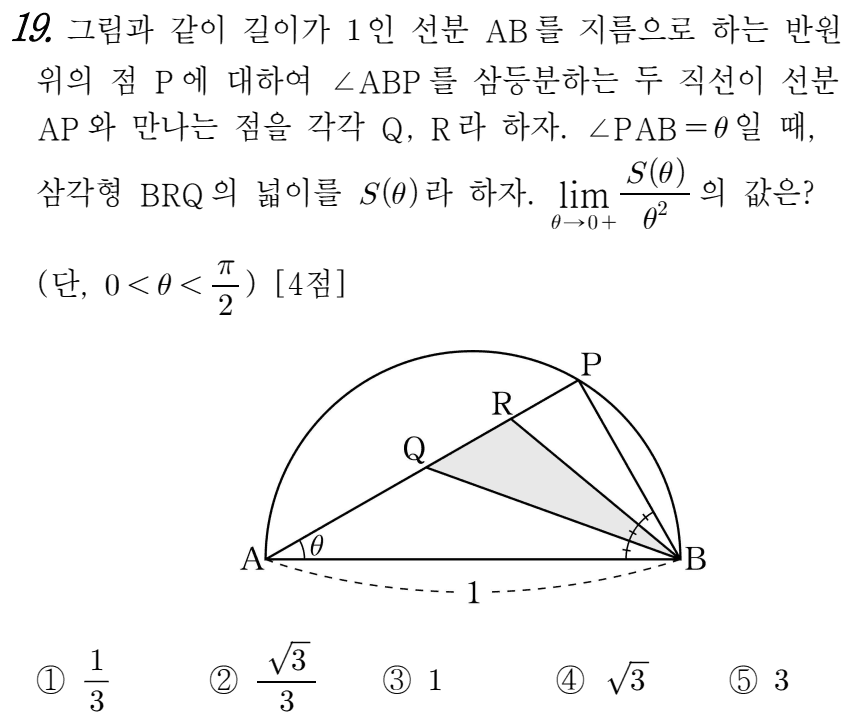 19. 그림과 같이 길이가 1인 선분 AB를 지름으로 하는 반원
위의 점 P에 대하여 ∠ABP를 삼등분하는 두 직선이 선분
AP와 만나는 점을 각각 Q, R라 하자. ∠PAB=θ일 때,
삼각형 BRQ의 넓이를 S(θ)라 하자. lim_{θ→0+} S(θ)/θ² 의 값은?
(단, 0<θ<π/2) [4점]
P
R
Q
A θ B
1
① 1/3 ② √3/3 ③ 1 ④ √3 ⑤ 3